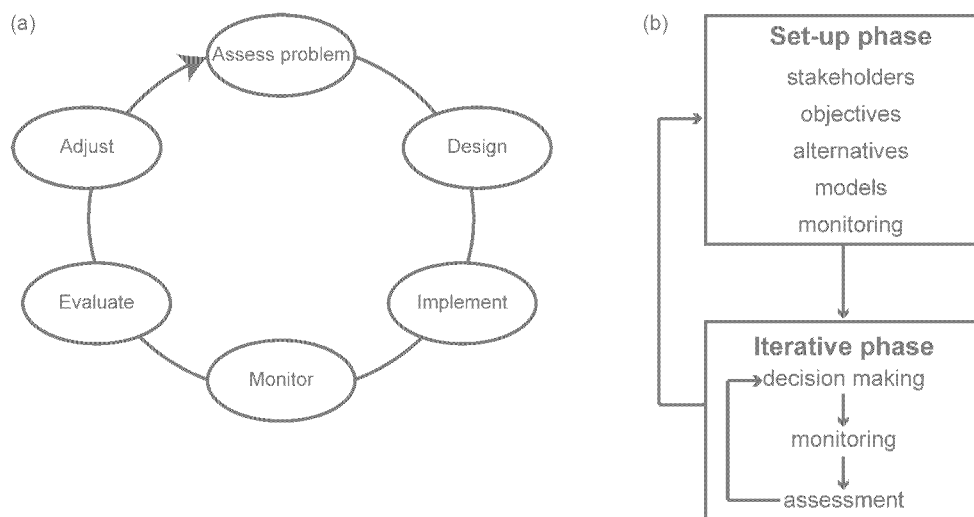 (a)
Assess problem
Design
Implement
Monitor
Evaluate
Adjust
(b)
Set-up phase
stakeholders
objectives
alternatives
models
monitoring
Iterative phase
decision making
monitoring
assessment